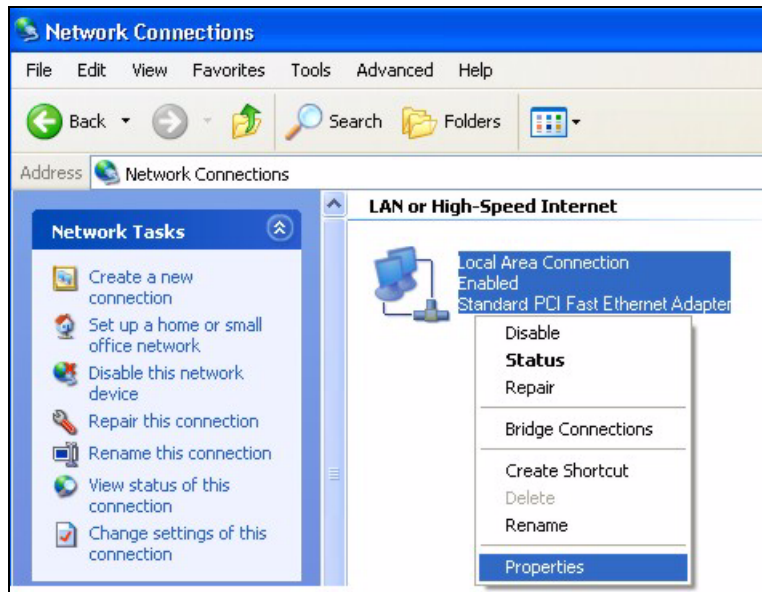 Network Connections
File Edit View Favorites Tools Advanced Help
Back Search Folders
Address Network Connections
Network Tasks
Create a new
connection
Set up a home or small
office network
Disable this network
device
Repair this connection
Rename this connection
View status of this
connection
Change settings of this
connection
LAN or High-Speed Internet
Local Area Connection
Enabled
Standard PCI Fast Ethernet Adapter
Disable
Status
Repair
Bridge Connections
Create Shortcut
Delete
Rename
Properties